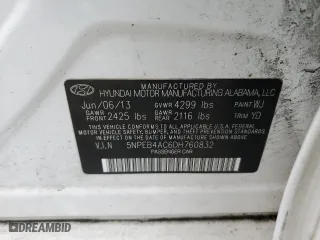 MANUFACTURED BY
HYUNDAI MOTOR MANUFACTURING ALABAMA, LLC
Jun/06/13 GVWR 4299 lbs PAINT WJ
GAWR FRONT 2425 lbs GAWR REAR 2116 lbs TRIM YD
THIS VEHICLE CONFORMS TO ALL APPLICABLE FEDERAL
MOTOR VEHICLE SAFETY, BUMPER, AND THEFT PREVENTION
STANDARDS IN EFFECT ON THE DATE OF MANUFACTURE
SHOWN ABOVE.
V.I.N 5NPEB4AC6DH760832
PASSENGER CAR